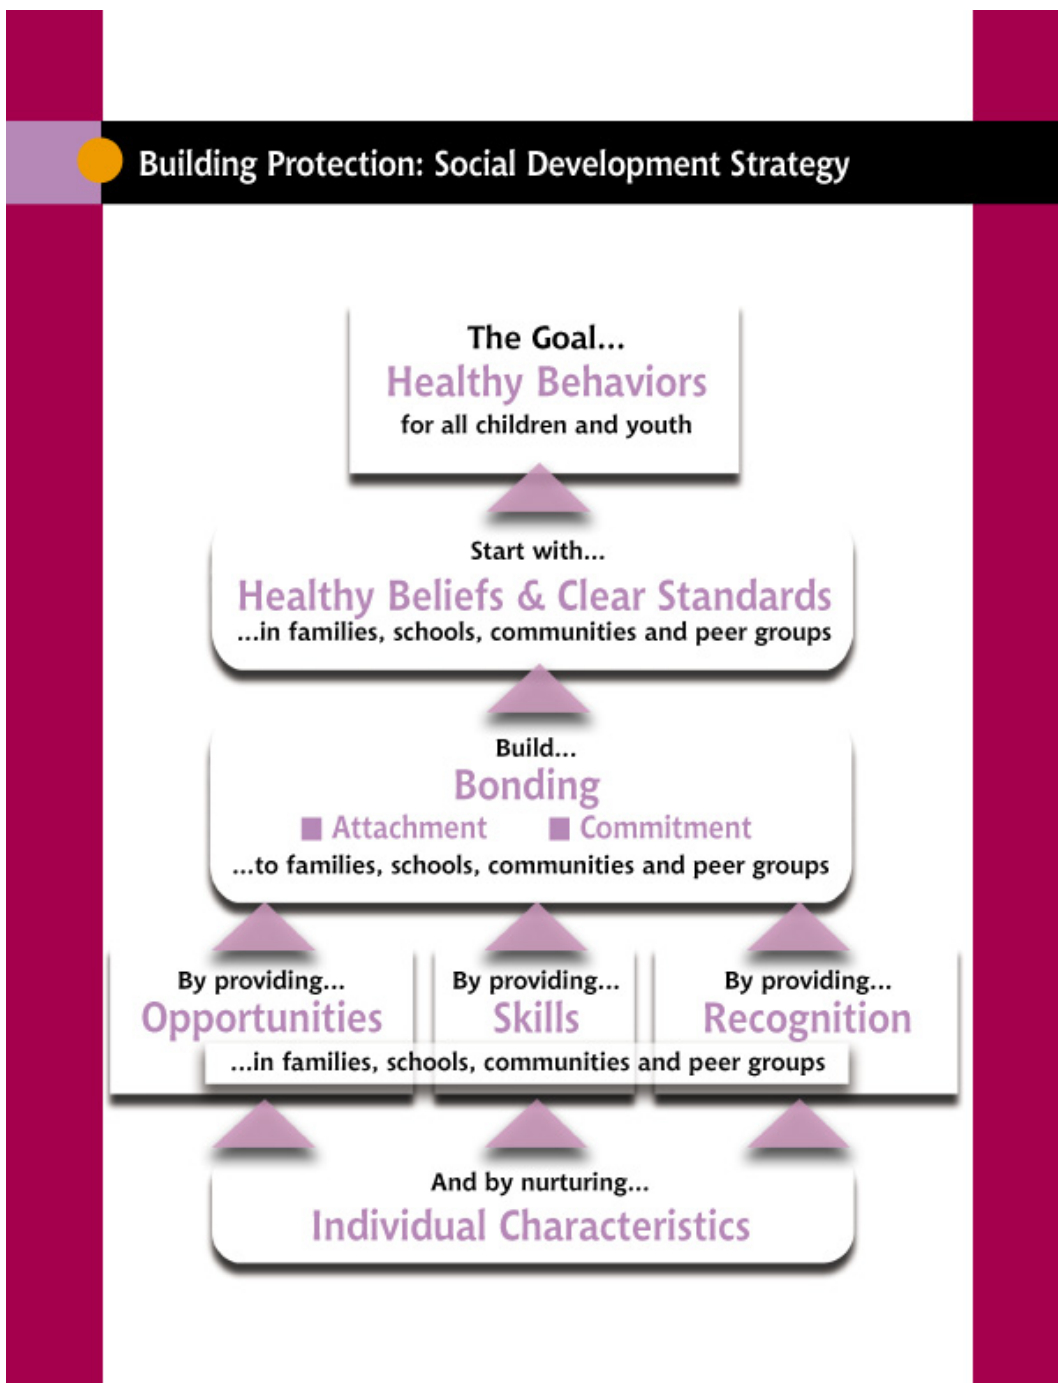 Building Protection: Social Development Strategy
The Goal...
Healthy Behaviors
for all children and youth
Start with...
Healthy Beliefs & Clear Standards
...in families, schools, communities and peer groups
Build...
Bonding
Attachment
Commitment
...to families, schools, communities and peer groups
By providing...
Opportunities
By providing...
Skills
By providing...
Recognition
...in families, schools, communities and peer groups
And by nurturing...
Individual Characteristics